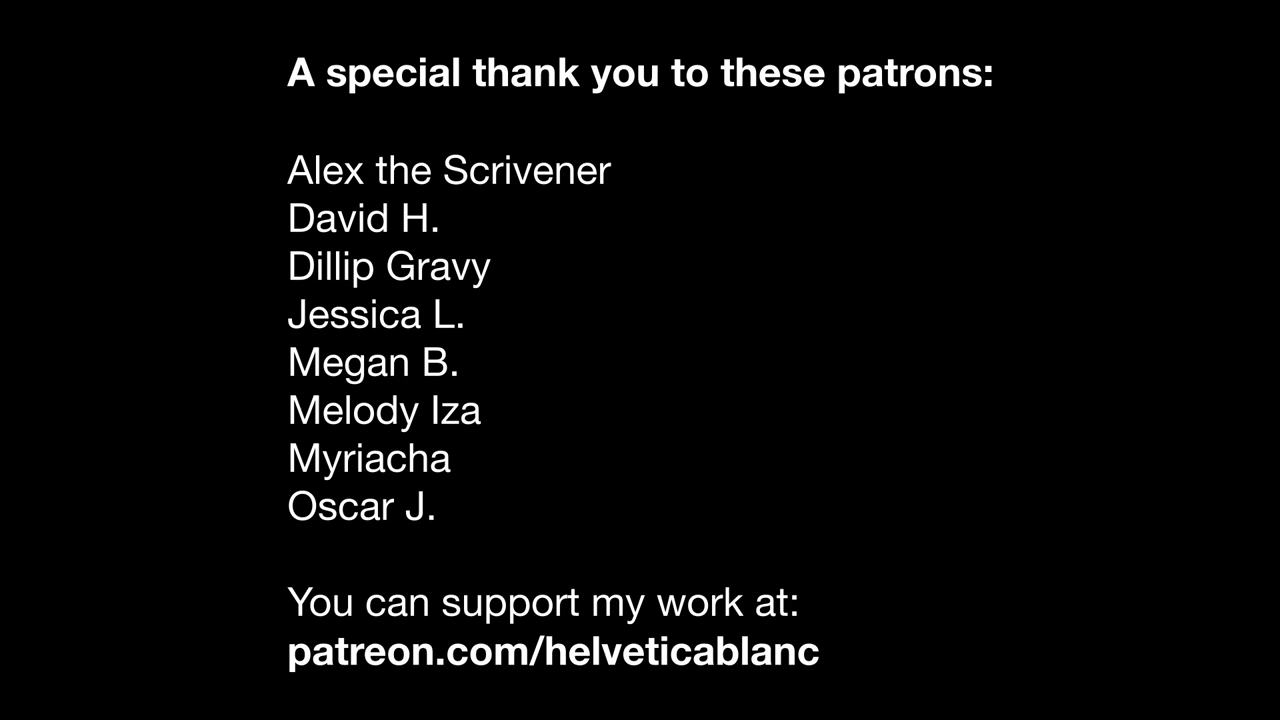 A special thank you to these patrons:
Alex the Scrivener
David H.
Dillip Gravy
Jessica L.
Megan B.
Melody Iza
Myriacha
Oscar J.
You can support my work at:
patreon.com/helveticablanc